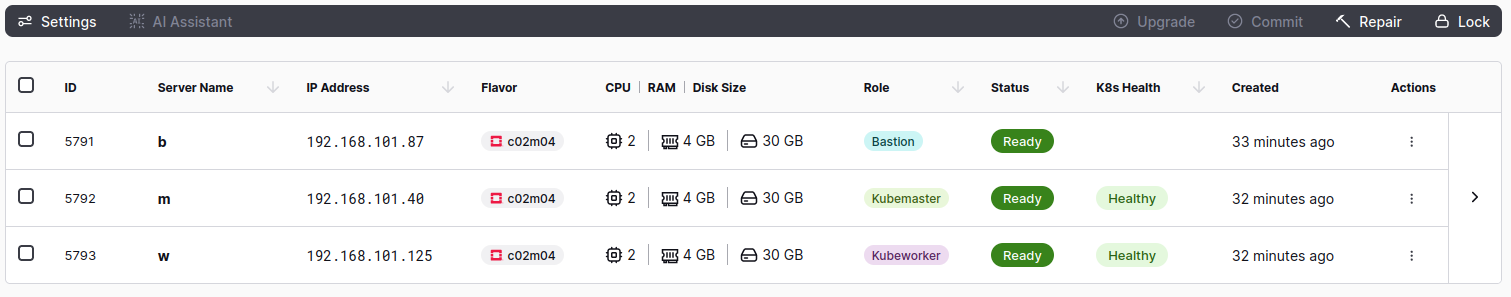 Settings AI Assistant Upgrade Commit Repair Lock
ID Server Name IP Address Flavor CPU RAM Disk Size Role Status K8s Health Created Actions
5791 b 192.168.101.87 c02m04 2 4 GB 30 GB Bastion Ready 33 minutes ago
5792 m 192.168.101.40 c02m04 2 4 GB 30 GB Kubemaster Ready Healthy 32 minutes ago
5793 w 192.168.101.125 c02m04 2 4 GB 30 GB Kubeworker Ready Healthy 32 minutes ago